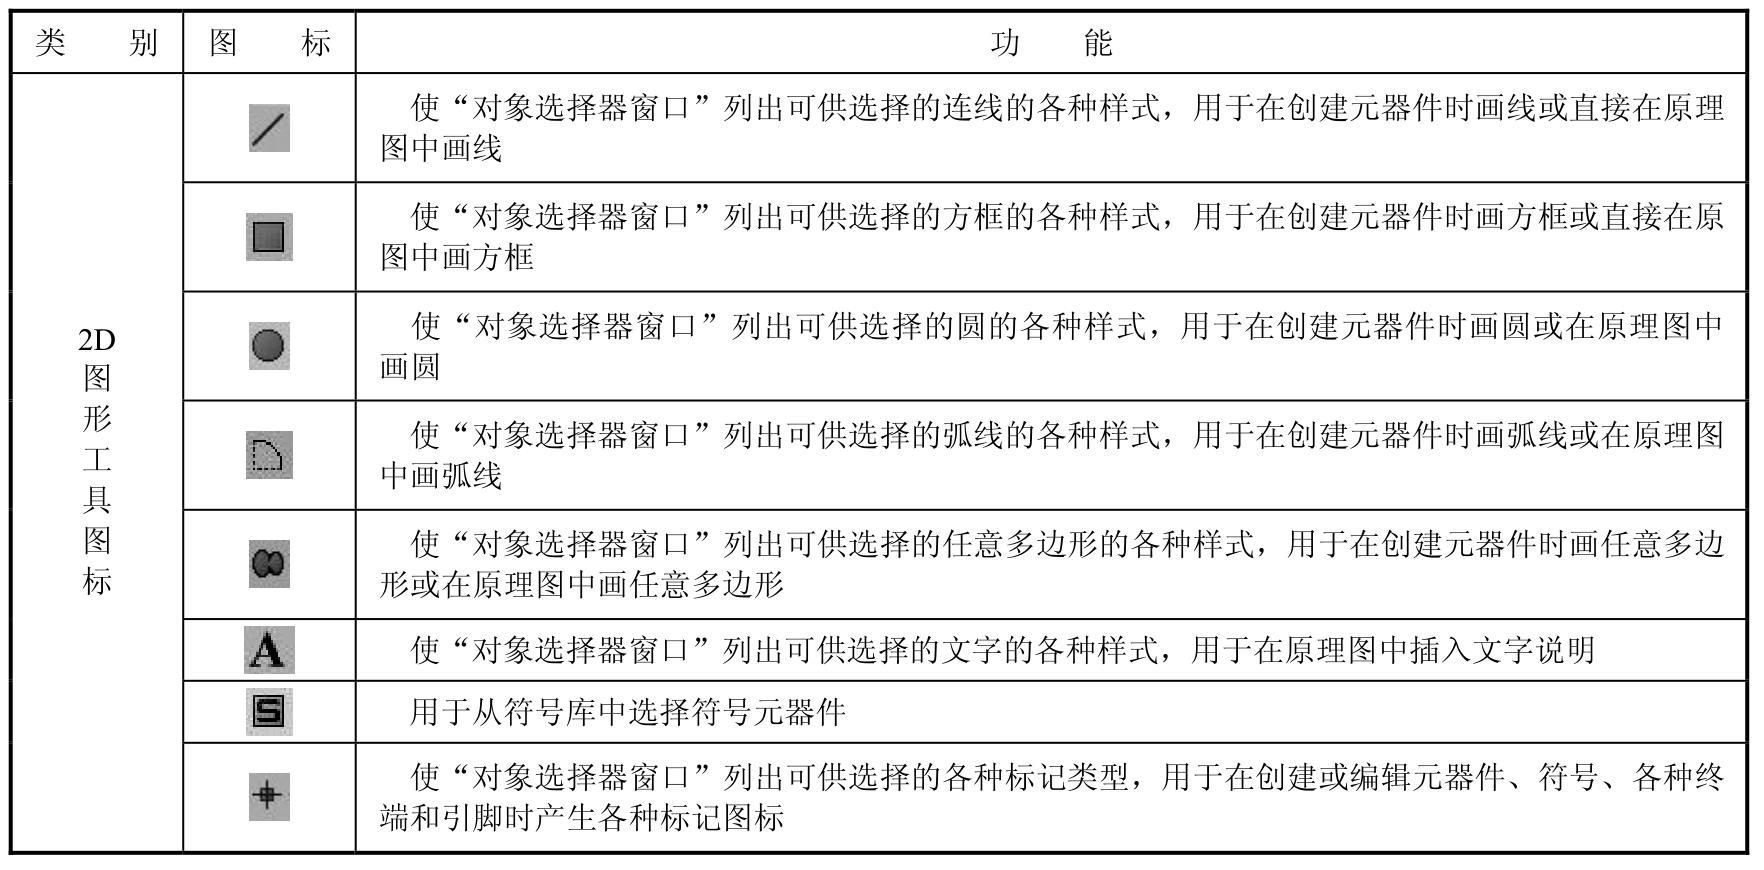 类 别 图 标 功 能
使“对象选择器窗口”列出可供选择的连线的各种样式，用于在创建元器件时画线或直接在原理
图中画线
使“对象选择器窗口”列出可供选择的方框的各种样式，用于在创建元器件时画方框或直接在原
图中画方框
使“对象选择器窗口”列出可供选择的圆的各种样式，用于在创建元器件时画圆或在原理图中
画圆
2D
图
形
工
具
图
标
使“对象选择器窗口”列出可供选择的弧线的各种样式，用于在创建元器件时画弧线或在原理图
中画弧线
使“对象选择器窗口”列出可供选择的任意多边形的各种样式，用于在创建元器件时画任意多边
形或在原理图中画任意多边形
A 使“对象选择器窗口”列出可供选择的文字的各种样式，用于在原理图中插入文字说明
S 用于从符号库中选择符号元器件
使“对象选择器窗口”列出可供选择的各种标记类型，用于在创建或编辑元器件、符号、各种终
端和引脚时产生各种标记图标